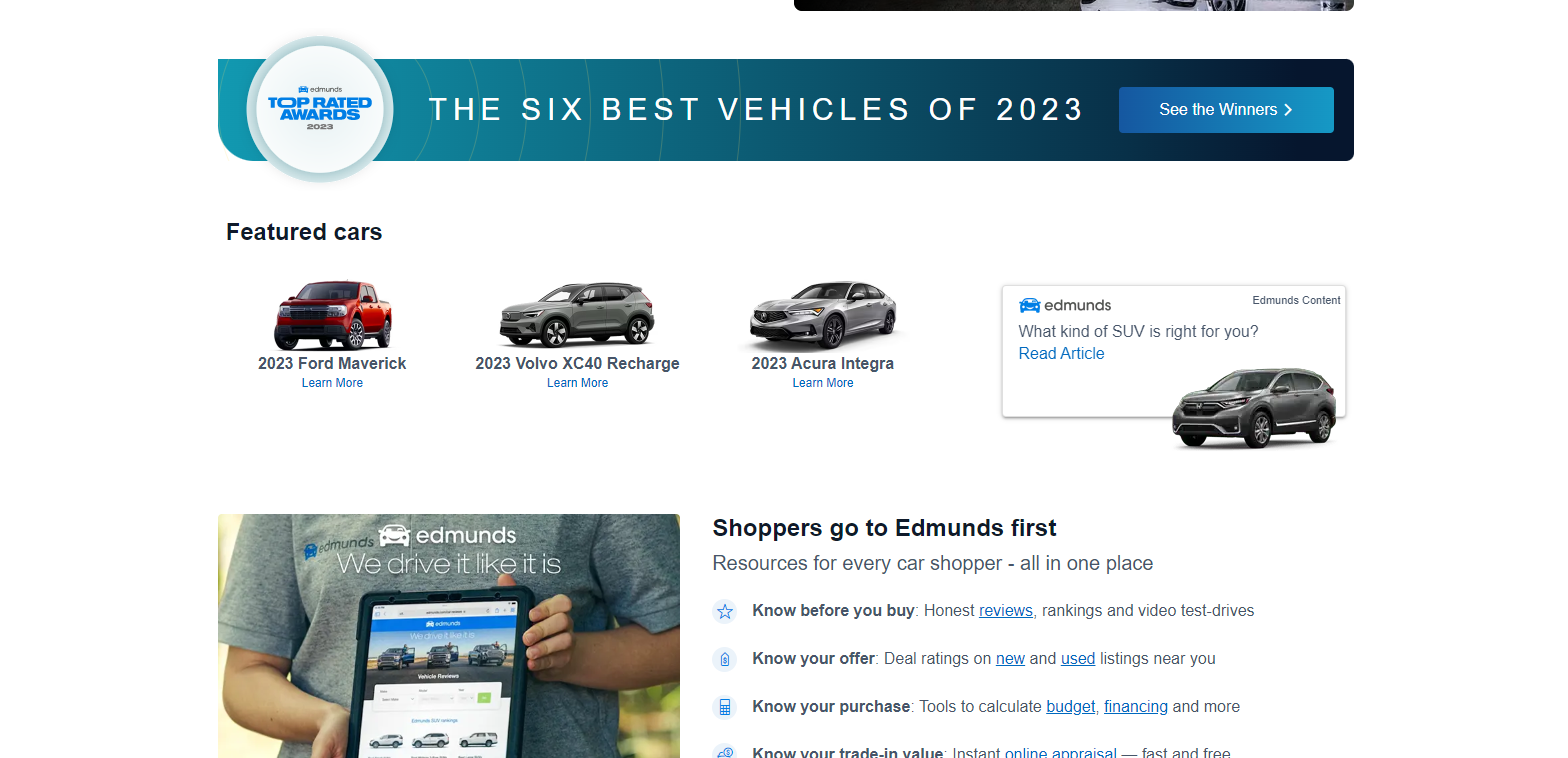 edmunds
TOP RATED
AWARDS
2023
THE SIX BEST VEHICLES OF 2023
See the Winners
Featured cars
2023 Ford Maverick
Learn More
2023 Volvo XC40 Recharge
Learn More
2023 Acura Integra
Learn More
edmunds
Edmunds Content
What kind of SUV is right for you?
Read Article
edmunds
edmunds
We drive it like it is
edmunds
We drive it like it is
Vehicle Reviews
Edmunds SUV rankings
Shoppers go to Edmunds first
Resources for every car shopper - all in one place
Know before you buy: Honest reviews, rankings and video test-drives
Know your offer: Deal ratings on new and used listings near you
Know your purchase: Tools to calculate budget, financing and more
Know your trade-in value: Instant online appraisal — fast and free